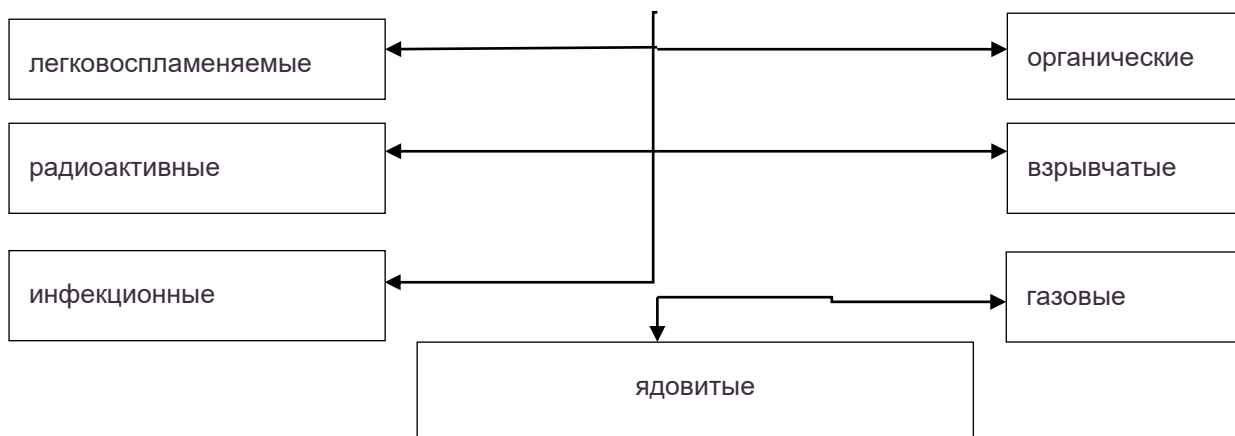 легковоспламеняемые
органические
радиоактивные
взрывчатые
инфекционные
газовые
ядовитые